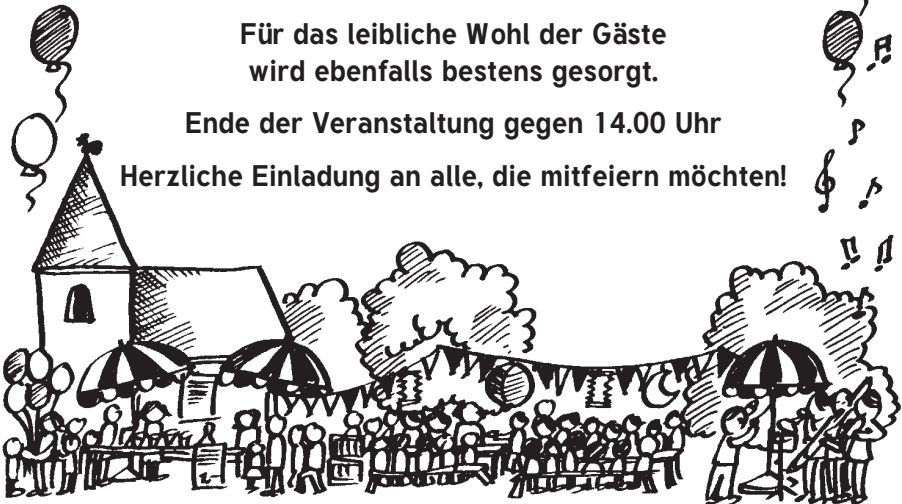 Für das leibliche Wohl der Gäste
wird ebenfalls bestens gesorgt.
Ende der Veranstaltung gegen 14.00 Uhr
Herzliche Einladung an alle, die mitfeiern möchten!